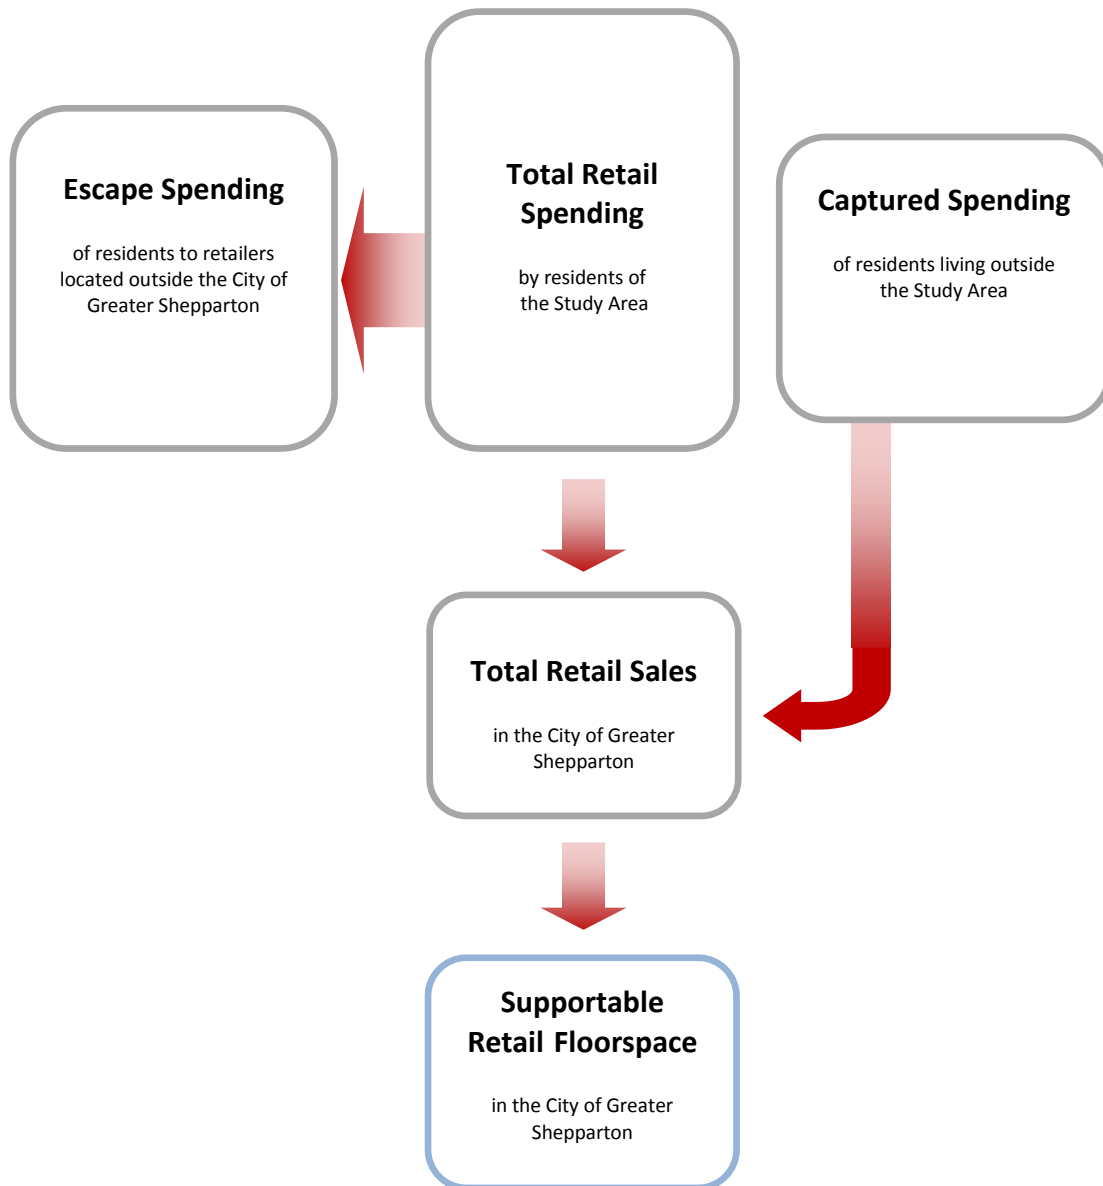 Escape Spending
of residents to retailers
located outside the City of
Greater Shepparton
Total Retail
Spending
by residents of
the Study Area
Captured Spending
of residents living outside
the Study Area
Total Retail Sales
in the City of Greater
Shepparton
Supportable
Retail Floorspace
in the City of Greater
Shepparton